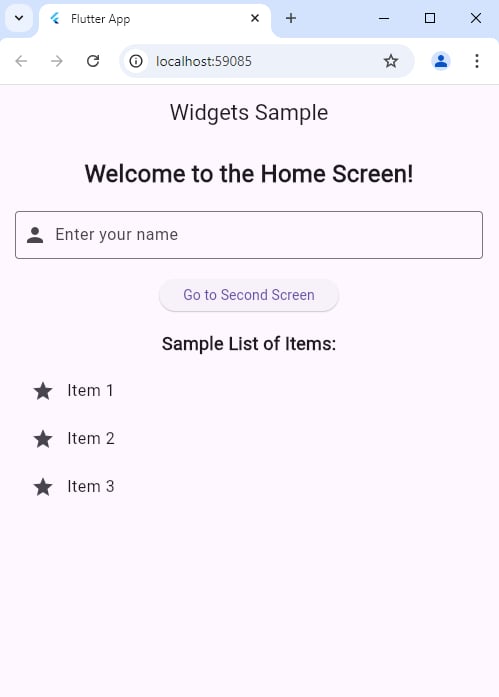 Flutter App
localhost:59085
Widgets Sample
Welcome to the Home Screen!
Enter your name
Go to Second Screen
Sample List of Items:
Item 1
Item 2
Item 3